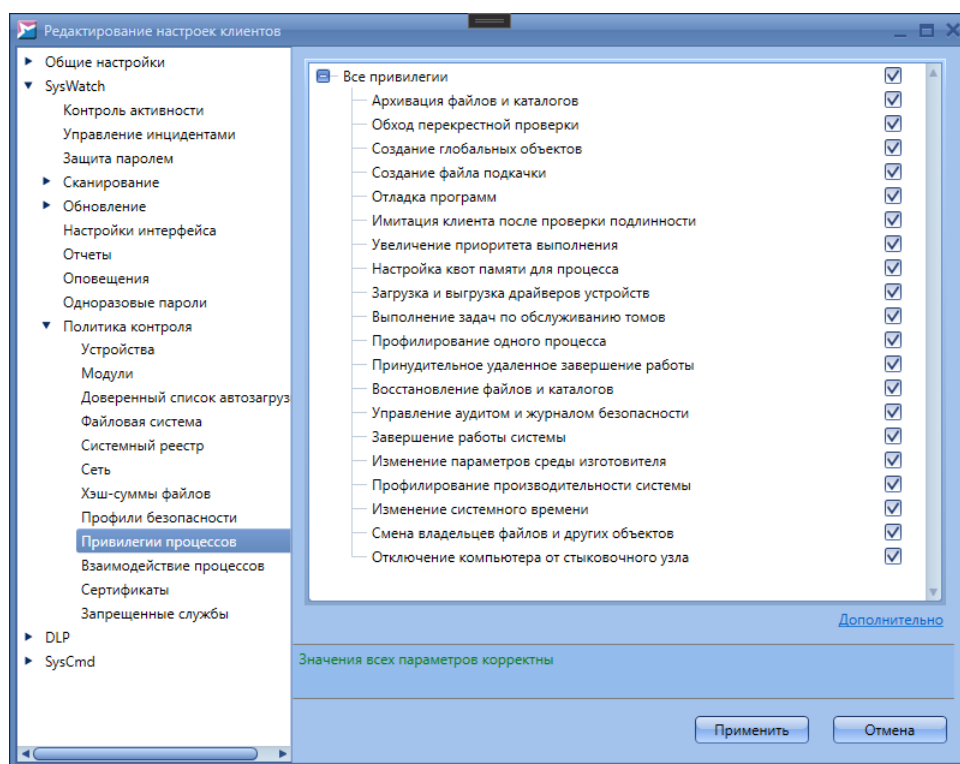 Редактирование настроек клиентов
Общие настройки
SysWatch
Контроль активности
Управление инцидентами
Защита паролем
Сканирование
Обновление
Настройки интерфейса
Отчеты
Оповещения
Одноразовые пароли
Политика контроля
Устройства
Модули
Доверенный список автозагруз
Файловая система
Системный реестр
Сеть
Хэш-суммы файлов
Профили безопасности
Привилегии процессов
Взаимодействие процессов
Сертификаты
Запрещенные службы
DLP
SysCmd
Все привилегии
Архивация файлов и каталогов
Обход перекрестной проверки
Создание глобальных объектов
Создание файла подкачки
Отладка программ
Имитация клиента после проверки подлинности
Увеличение приоритета выполнения
Настройка квот памяти для процесса
Загрузка и выгрузка драйверов устройств
Выполнение задач по обслуживанию томов
Профилирование одного процесса
Принудительное удаленное завершение работы
Восстановление файлов и каталогов
Управление аудитом и журналом безопасности
Завершение работы системы
Изменение параметров среды изготовителя
Профилирование производительности системы
Изменение системного времени
Смена владельцев файлов и других объектов
Отключение компьютера от стыковочного узла
Дополнительно
Значения всех параметров корректны
Применить
Отмена